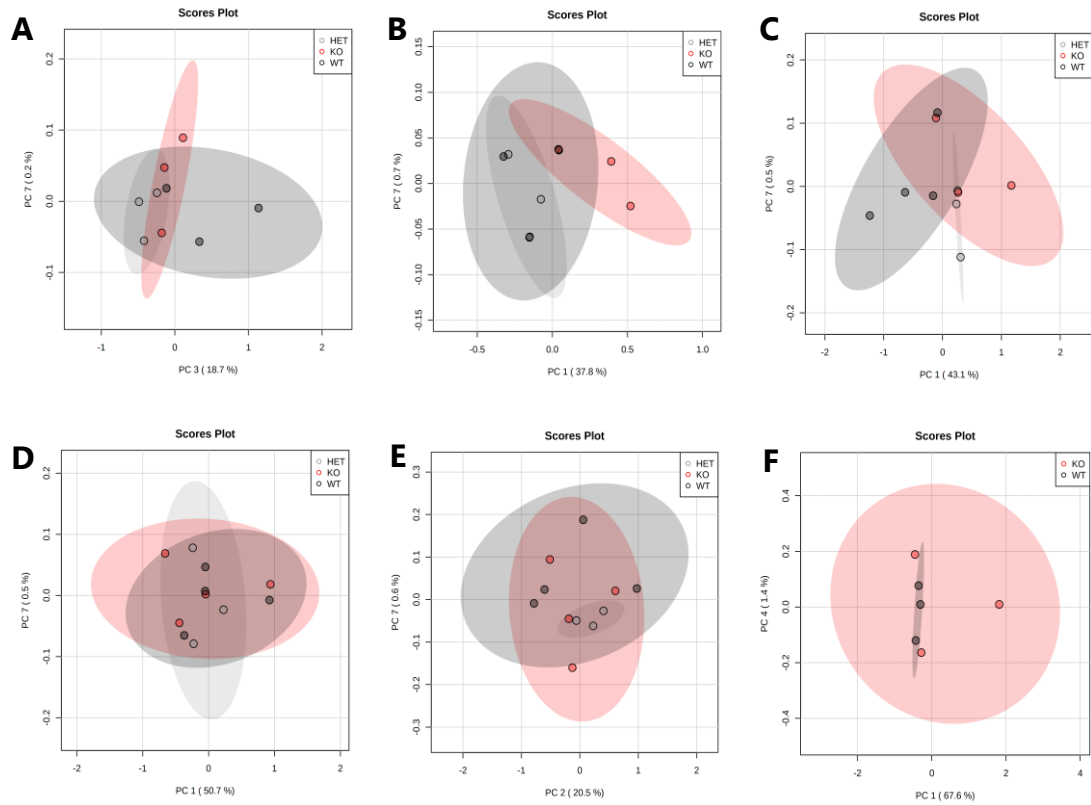 A
Scores Plot
HET
KO
WT
0.2
0.1
0.0
-0.1
PC 7 ( 0.2 %)
-1
0
1
2
PC 3 ( 18.7 %)
B
Scores Plot
HET
KO
WT
0.15
0.10
0.05
0.00
-0.05
-0.10
-0.15
PC 7 ( 0.7 %)
-0.5
0.0
0.5
1.0
PC 1 ( 37.8 %)
C
Scores Plot
HET
KO
WT
0.2
0.1
0.0
-0.1
-0.2
PC 7 ( 0.5 %)
-2
-1
0
1
2
PC 1 ( 43.1 %)
D
Scores Plot
HET
KO
WT
0.2
0.1
0.0
-0.1
-0.2
PC 7 ( 0.5 %)
-2
-1
0
1
2
PC 1 ( 50.7 %)
E
Scores Plot
HET
KO
WT
0.3
0.2
0.1
0.0
-0.1
-0.2
-0.3
PC 7 ( 0.6 %)
-2
-1
0
1
2
PC 2 ( 20.5 %)
F
Scores Plot
KO
WT
0.4
0.2
0.0
-0.2
-0.4
PC 4 ( 1.4 %)
-2
0
2
4
PC 1 ( 67.6 %)